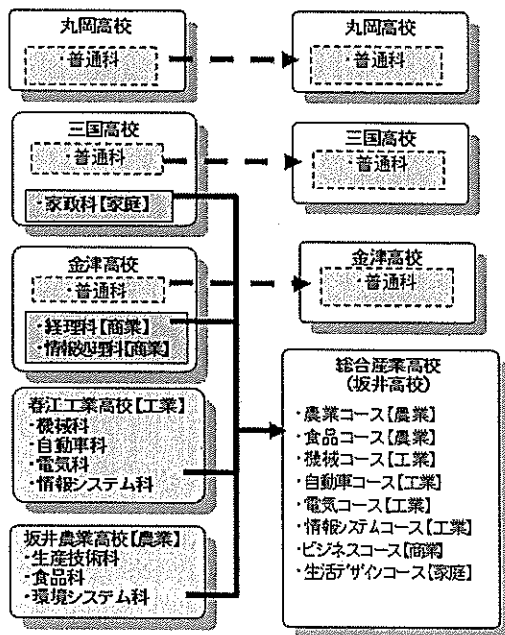 丸岡高校
・普通科
三国高校
・普通科
・家政科【家庭】
金津高校
・普通科
・経理科【商業】
・情報処理科【商業】
春江工業高校【工業】
・機械科
・自動車科
・電気科
・情報システム科
坂井農業高校【農業】
・生産技術科
・食品科
・環境システム科
丸岡高校
・普通科
三国高校
・普通科
金津高校
・普通科
総合産業高校
(坂井高校)
・農業コース【農業】
・食品コース【農業】
・機械コース【工業】
・自動車コース【工業】
・電気コース【工業】
・情報システムコース【工業】
・ビジネスコース【商業】
・生活デザインコース【家庭】